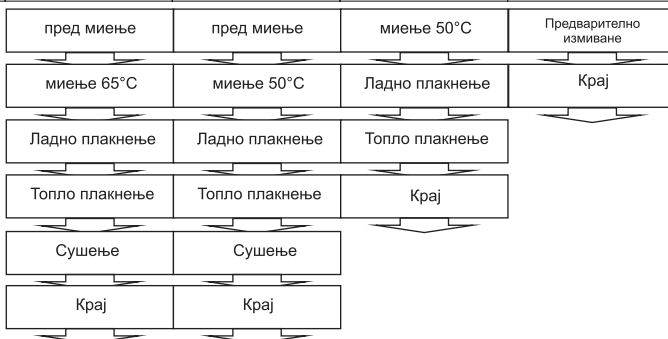 пред миење
пред миење
миење 50°C
Предварително
измиване
миење 65°C
миење 50°C
Ладно плакнење
Крај
Ладно плакнење
Ладно плакнење
Топло плакнење
Топло плакнење
Топло плакнење
Крај
Сушење
Сушење
Крај
Крај